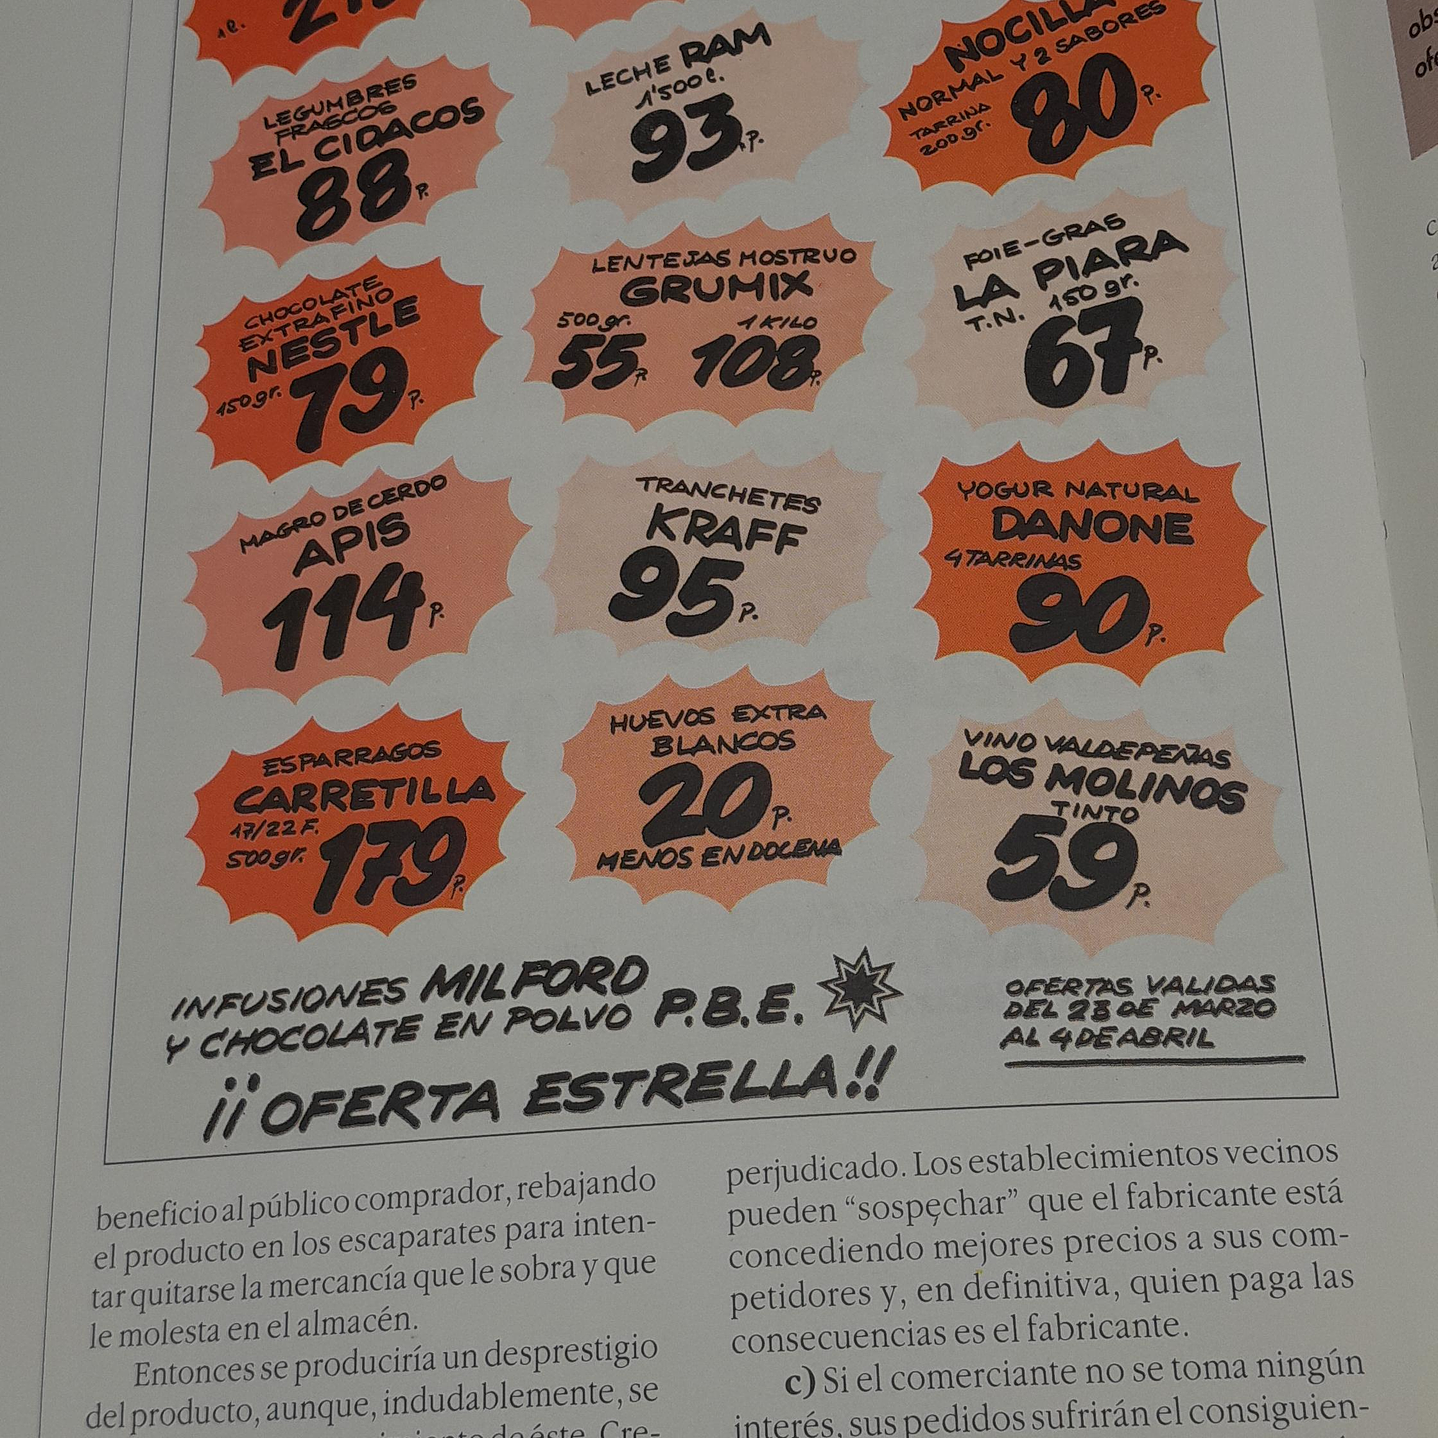 1 l.
LEGUMBRES
FRASCOS
EL CIDACOS
88 P.
LECHE RAM
1'500 l.
93 P.
NOCILLA
NORMAL Y 2 SABORES
TARRINA
200 gr.
80 P.
CHOCOLATE
EXTRAFINO
NESTLE
150 gr.
79 P.
LENTEJAS MOSTRUO
GRUMIX
500 gr. 1 KILO
55 P. 108 P.
FOIE-GRAS
LA PIARA
T.N. 150 gr.
67 P.
MAGRO DE CERDO
APIS
114 P.
TRANCHETES
KRAFF
95 P.
YOGUR NATURAL
DANONE
4 TARRINAS
90 P.
ESPARRAGOS
CARRETILLA
17/22 F.
500 gr.
179 P.
HUEVOS EXTRA
BLANCOS
20 P.
MENOS EN DOCENA
VINO VALDEPEÑAS
LOS MOLINOS
TINTO
59 P.
INFUSIONES MILFORD
Y CHOCOLATE EN POLVO P.B.E.
¡¡OFERTA ESTRELLA!!
OFERTAS VALIDAS
DEL 23 DE MARZO
AL 4 DE ABRIL
beneficio al público comprador, rebajando
el producto en los escaparates para inten-
tar quitarse la mercancía que le sobra y que
le molesta en el almacén.
Entonces se produciría un desprestigio
del producto, aunque, indudablemente, se
de éste. Cre-
perjudicado. Los establecimientos vecinos
pueden “sospechar” que el fabricante está
concediendo mejores precios a sus com-
petidores y, en definitiva, quien paga las
consecuencias es el fabricante.
c) Si el comerciante no se toma ningún
interés, sus pedidos sufrirán el consiguien-